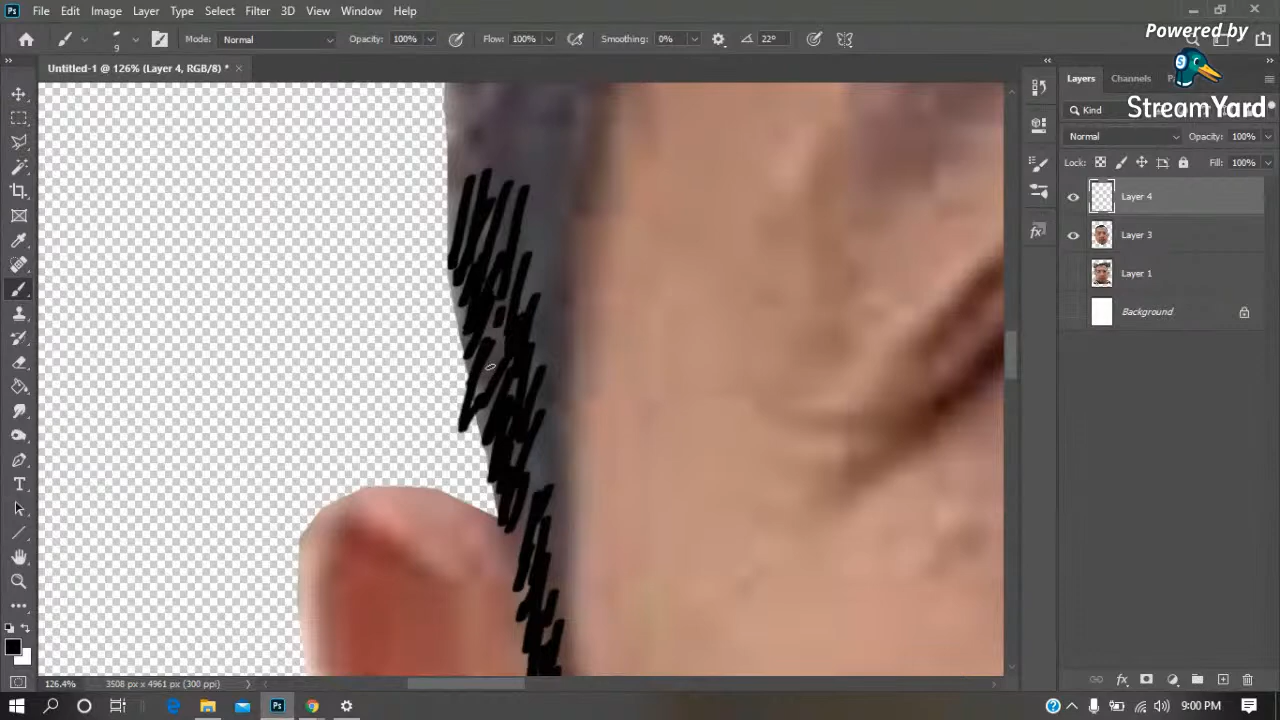 Ps File Edit Image Layer Type Select Filter 3D View Window Help
Powered by
StreamYard
9 Mode: Normal Opacity: 100% Flow: 100% Smoothing: 0% 22°
Untitled-1 @ 126% (Layer 4, RGB/8) * ×
Layers Channels
Kind
Normal Opacity: 100%
Lock: Fill: 100%
Layer 4
Layer 3
Layer 1
Background
126.4% 3508 px x 4961 px (300 ppi)
Ps 9:00 PM